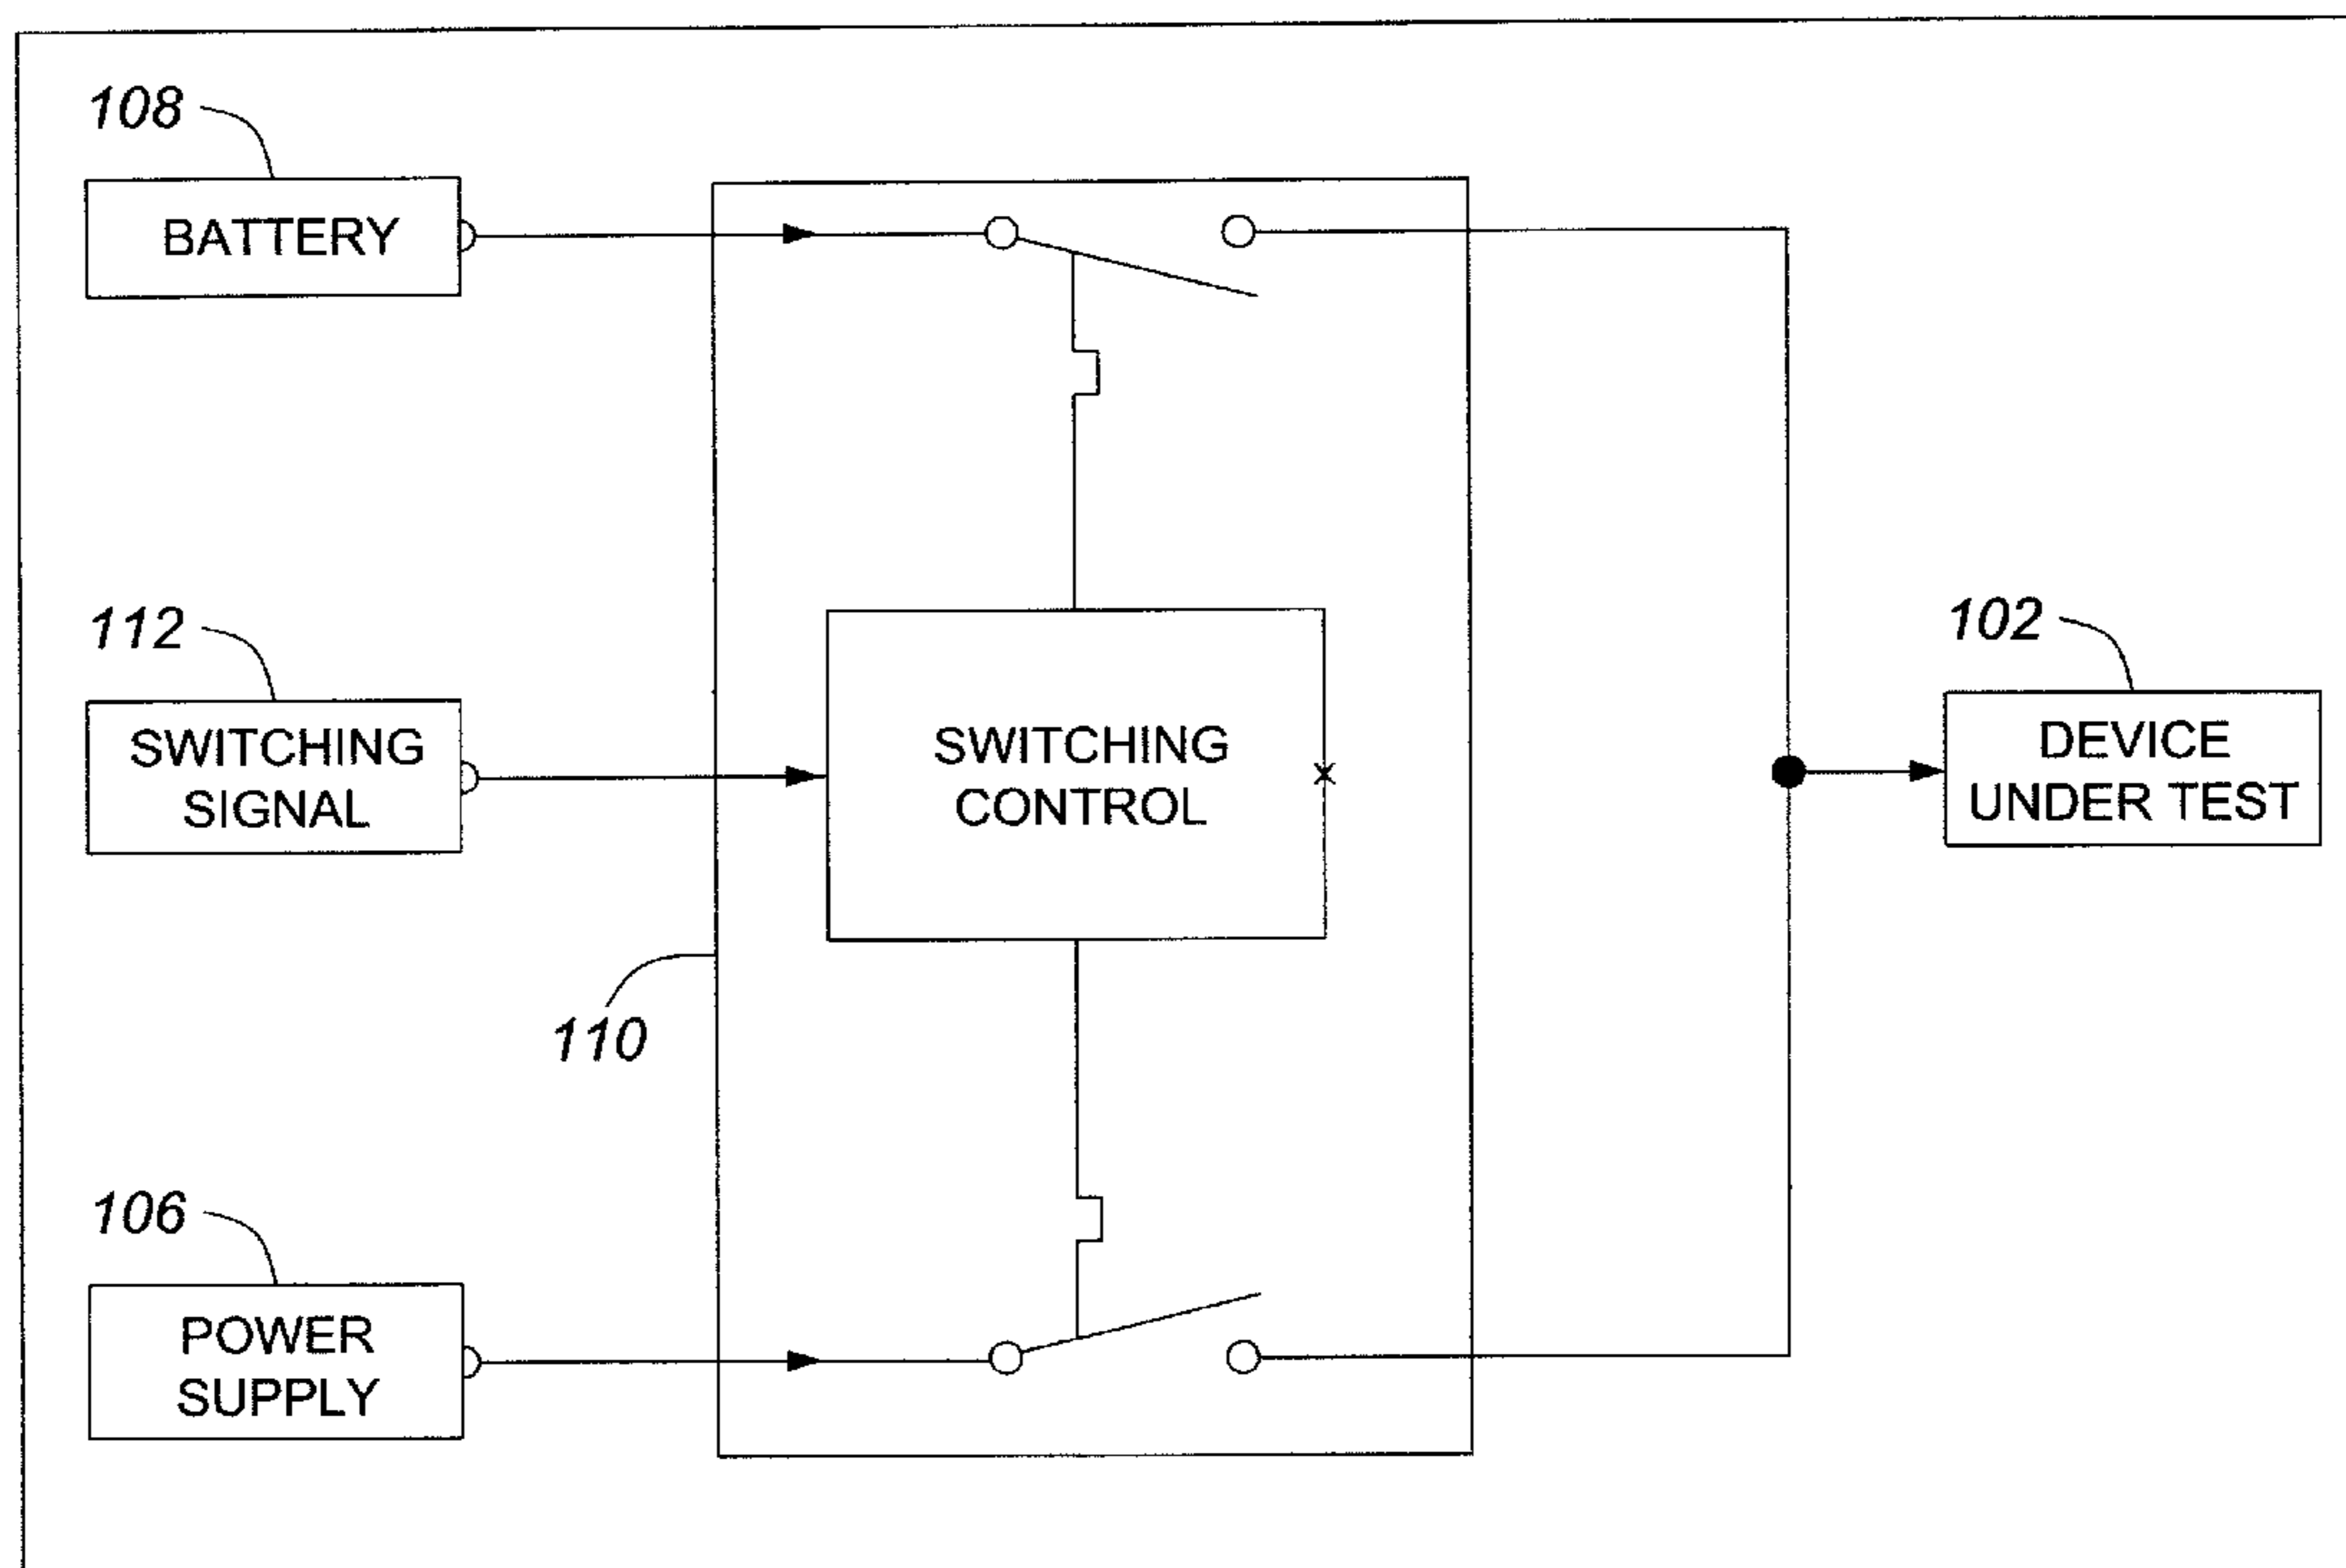 108
BATTERY
112
SWITCHING
SIGNAL
SWITCHING
CONTROL
102
DEVICE
UNDER TEST
110
106
POWER
SUPPLY